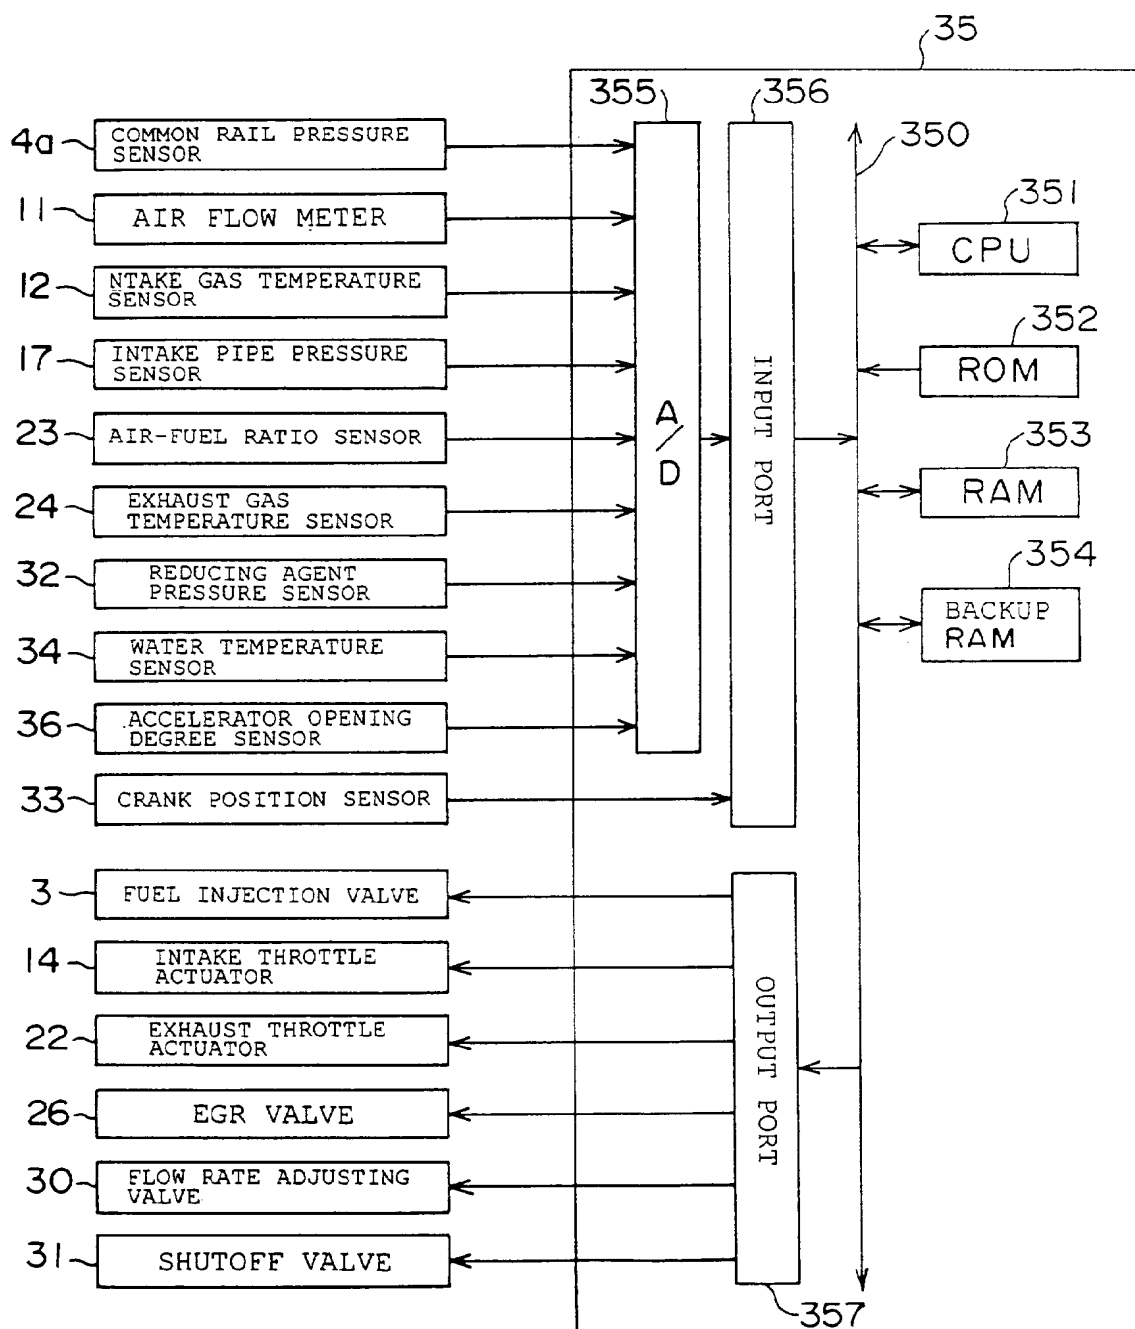 35
355
356
350
4a
COMMON RAIL PRESSURE
SENSOR
11
AIR FLOW METER
12
NTAKE GAS TEMPERATURE
SENSOR
17
INTAKE PIPE PRESSURE
SENSOR
23
AIR-FUEL RATIO SENSOR
24
EXHAUST GAS
TEMPERATURE SENSOR
32
REDUCING AGENT
PRESSURE SENSOR
34
WATER TEMPERATURE
SENSOR
36
ACCELERATOR OPENING
DEGREE SENSOR
33
CRANK POSITION SENSOR
A/D
INPUT PORT
351
CPU
352
ROM
353
RAM
354
BACKUP
RAM
3
FUEL INJECTION VALVE
14
INTAKE THROTTLE
ACTUATOR
22
EXHAUST THROTTLE
ACTUATOR
26
EGR VALVE
30
FLOW RATE ADJUSTING
VALVE
31
SHUTOFF VALVE
OUTPUT PORT
357